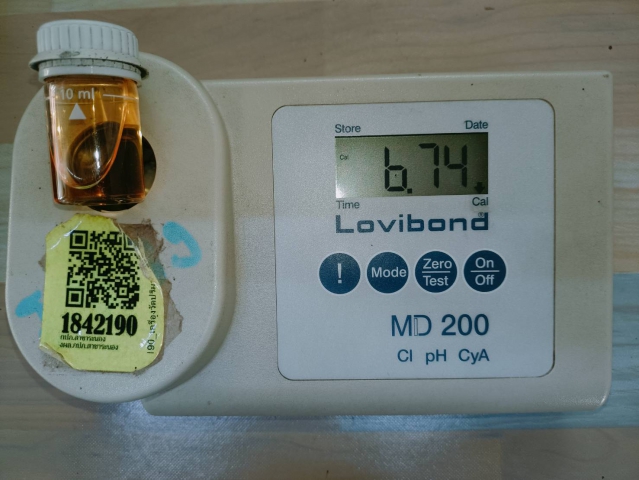 10 ml
Store Date
Cal
6.74
Time Cal
Lovibond
! Mode Zero Test On Off
MD 200
Cl pH CyA
1842190